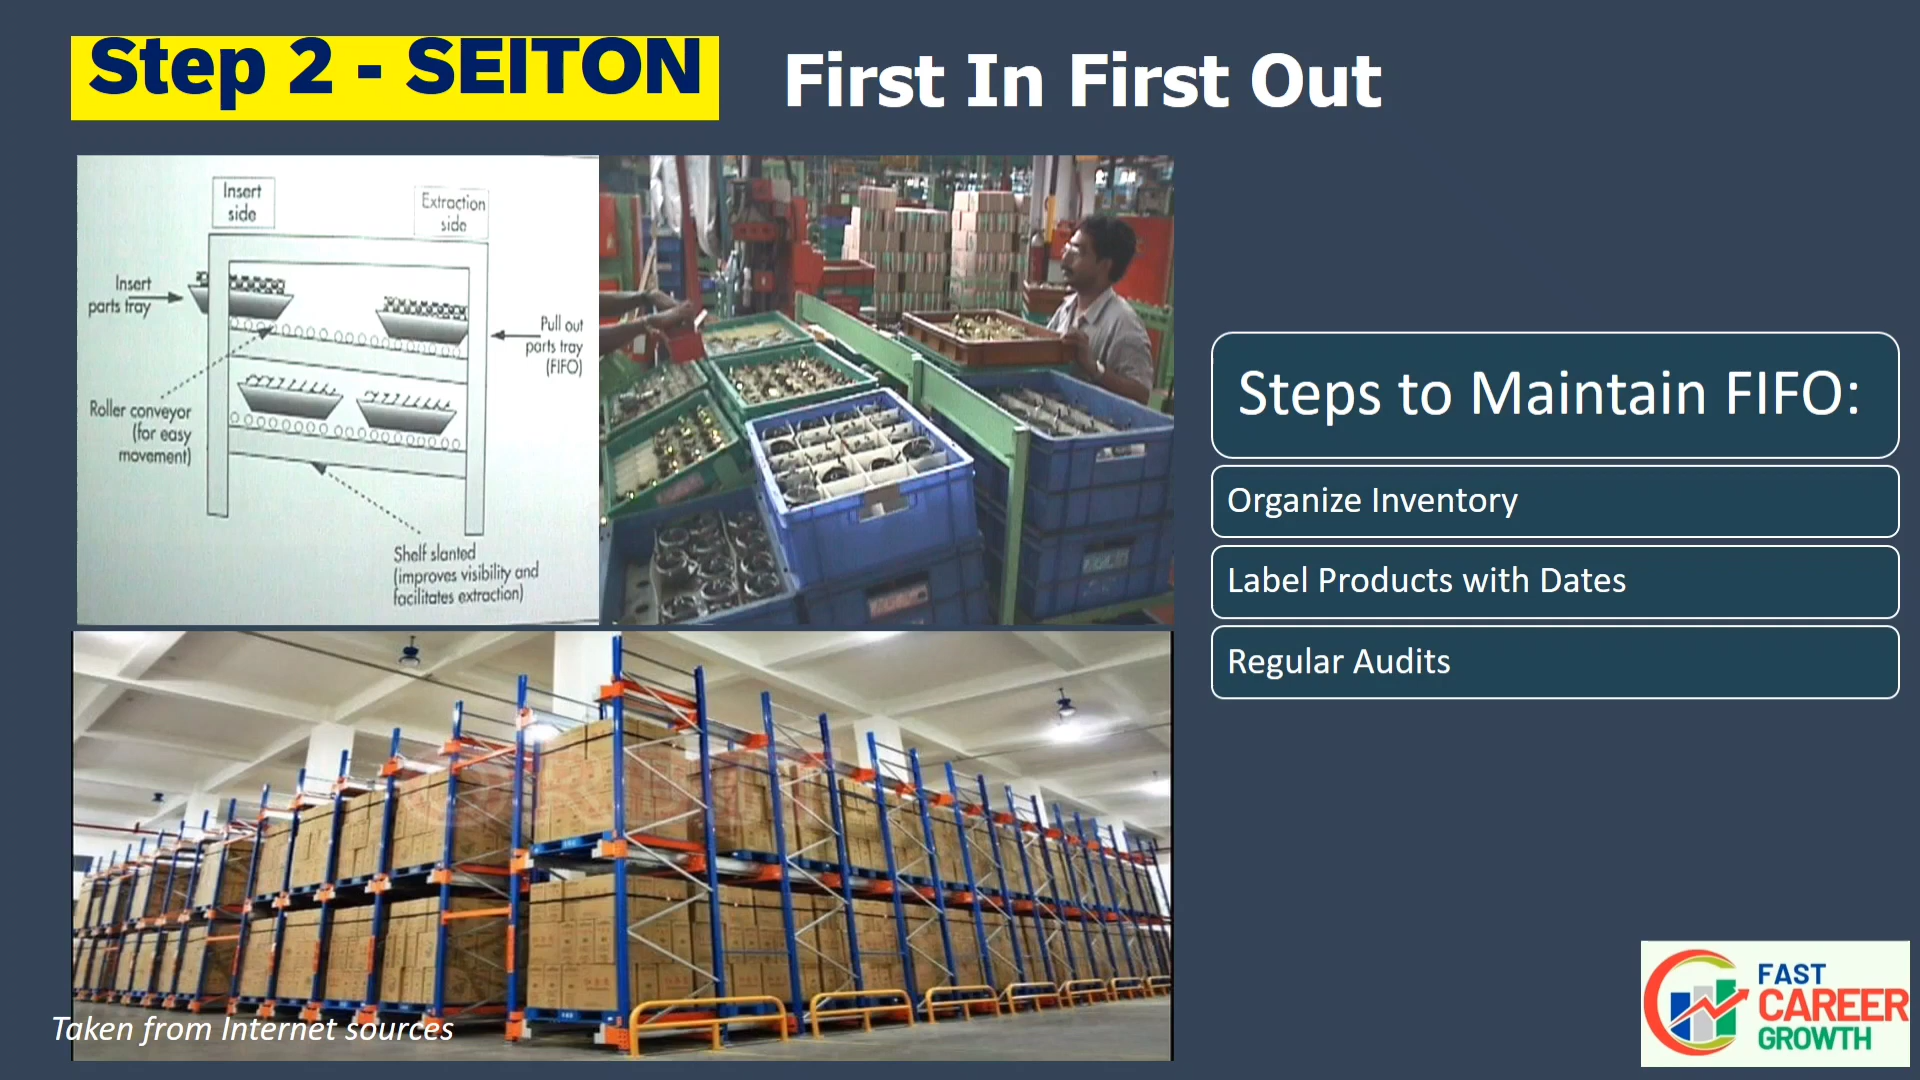 Step 2 - SEITON
First In First Out
Insert
side
Extraction
side
Insert
parts tray
Pull out
parts tray
(FIFO)
Roller conveyor
(for easy
movement)
Shelf slanted
(improves visibility and
facilitates extraction)
Steps to Maintain FIFO:
Organize Inventory
Label Products with Dates
Regular Audits
Taken from Internet sources
FAST
CAREER
GROWTH